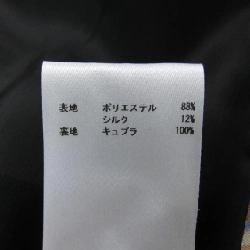 表地 ポリエステル 88%
シルク 12%
裏地 キュプラ 100%